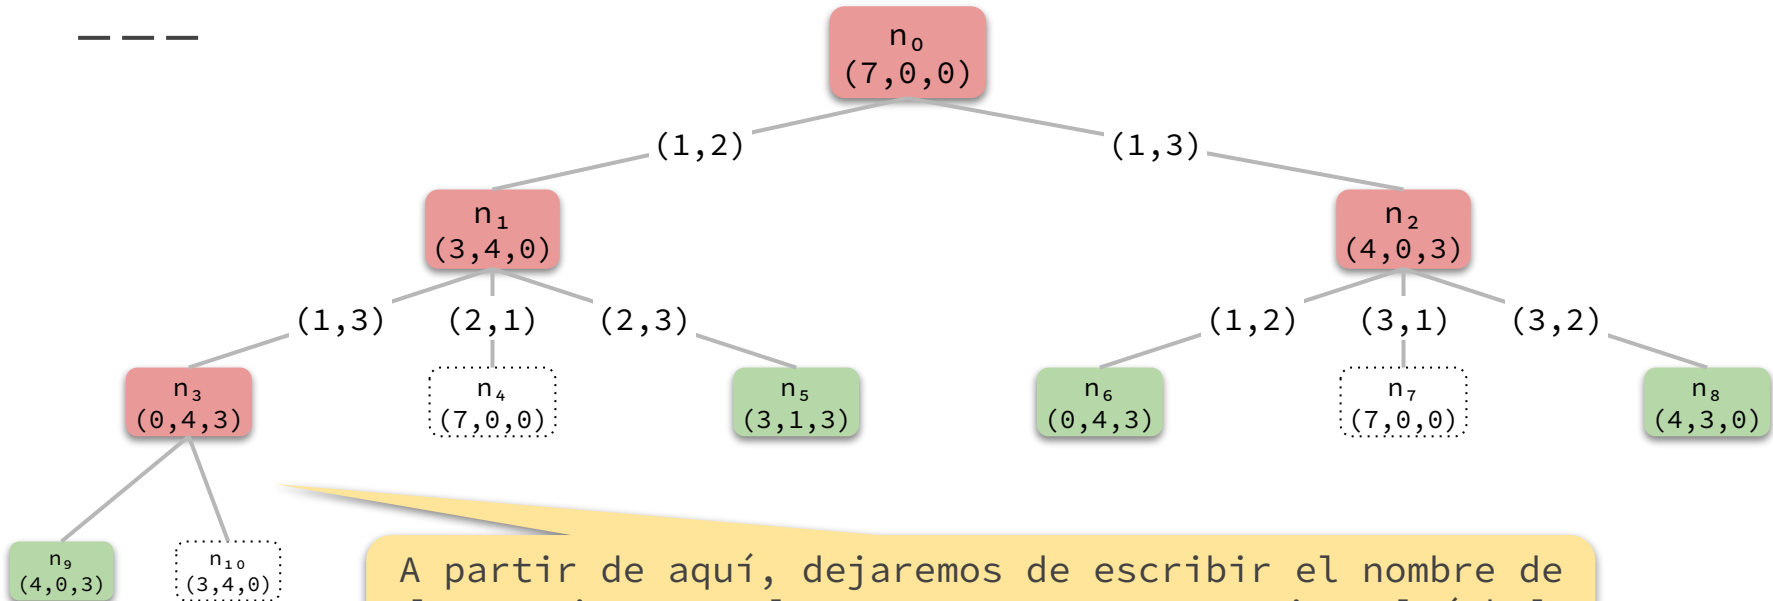 n₀
(7,0,0)
(1,2) (1,3)
n₁
(3,4,0)
n₂
(4,0,3)
(1,3) (2,1) (2,3) (1,2) (3,1) (3,2)
n₃
(0,4,3)
n₄
(7,0,0)
n₅
(3,1,3)
n₆
(0,4,3)
n₇
(7,0,0)
n₈
(4,3,0)
n₉
(4,0,3)
n₁₀
(3,4,0)
A partir de aquí, dejaremos de escribir el nombre de